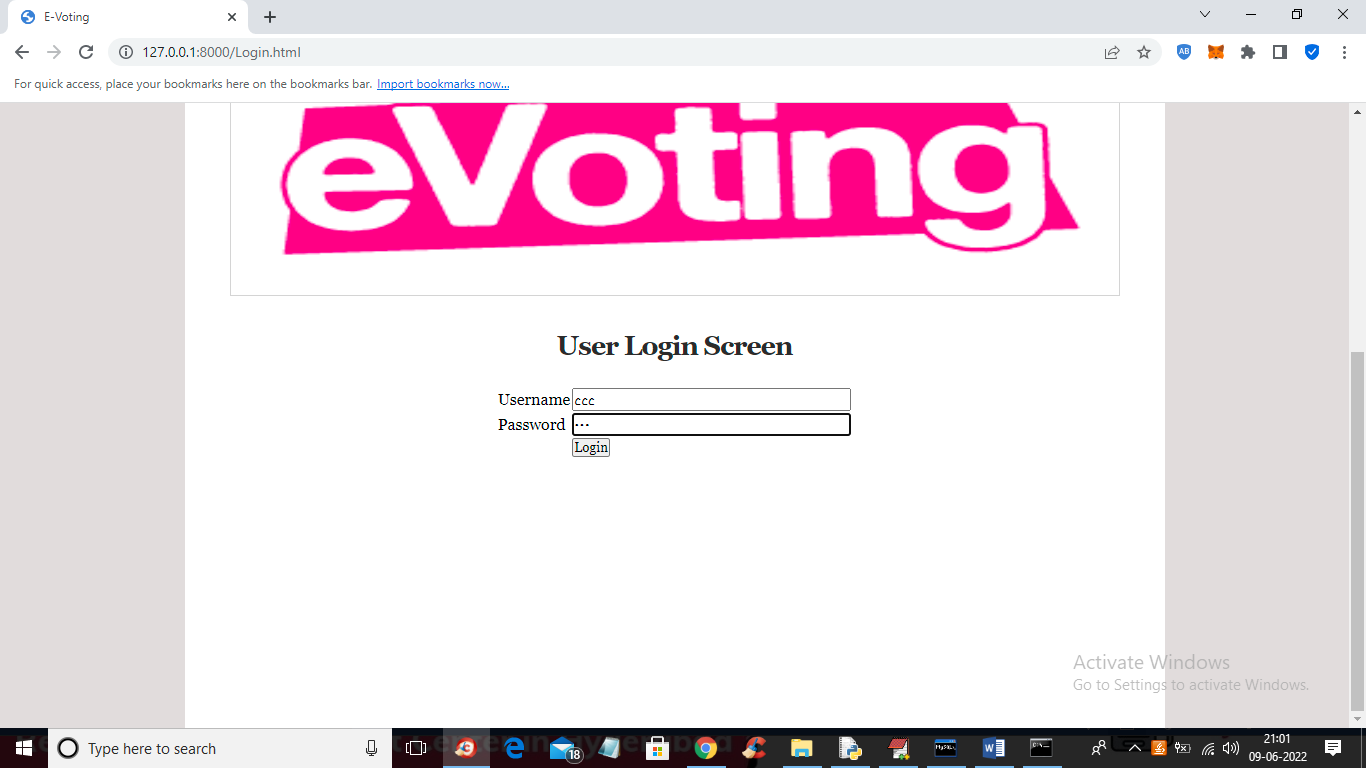 E-Voting
127.0.0.1:8000/Login.html
AB
For quick access, place your bookmarks here on the bookmarks bar. Import bookmarks now...
eVoting
User Login Screen
Username ccc
Password •••
Login
Activate Windows
Go to Settings to activate Windows.
Type here to search
18
MySQL
21:01
09-06-2022